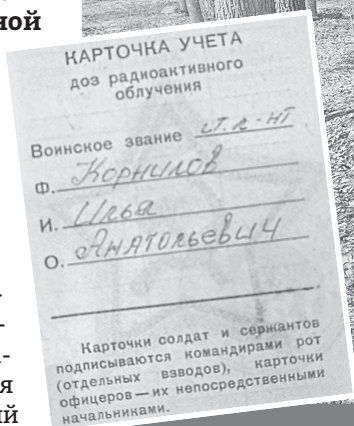 ной
КАРТОЧКА УЧЕТА
доз радиоактивного
облучения
Воинское звание ст. л-нт
Ф. Корнилов
И. Илья
О. Анатольевич
Карточки солдат и сержантов
подписываются командирами рот
(отдельных взводов), карточки
офицеров — их непосредственными
начальниками.
я
ий